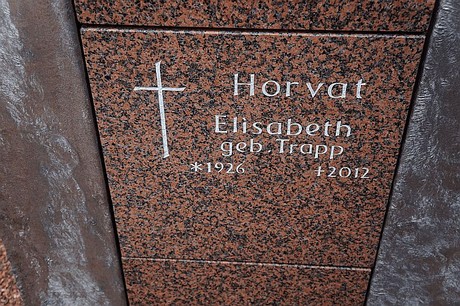 Horvat
Elisabeth
geb. Trapp
*1926 †2012